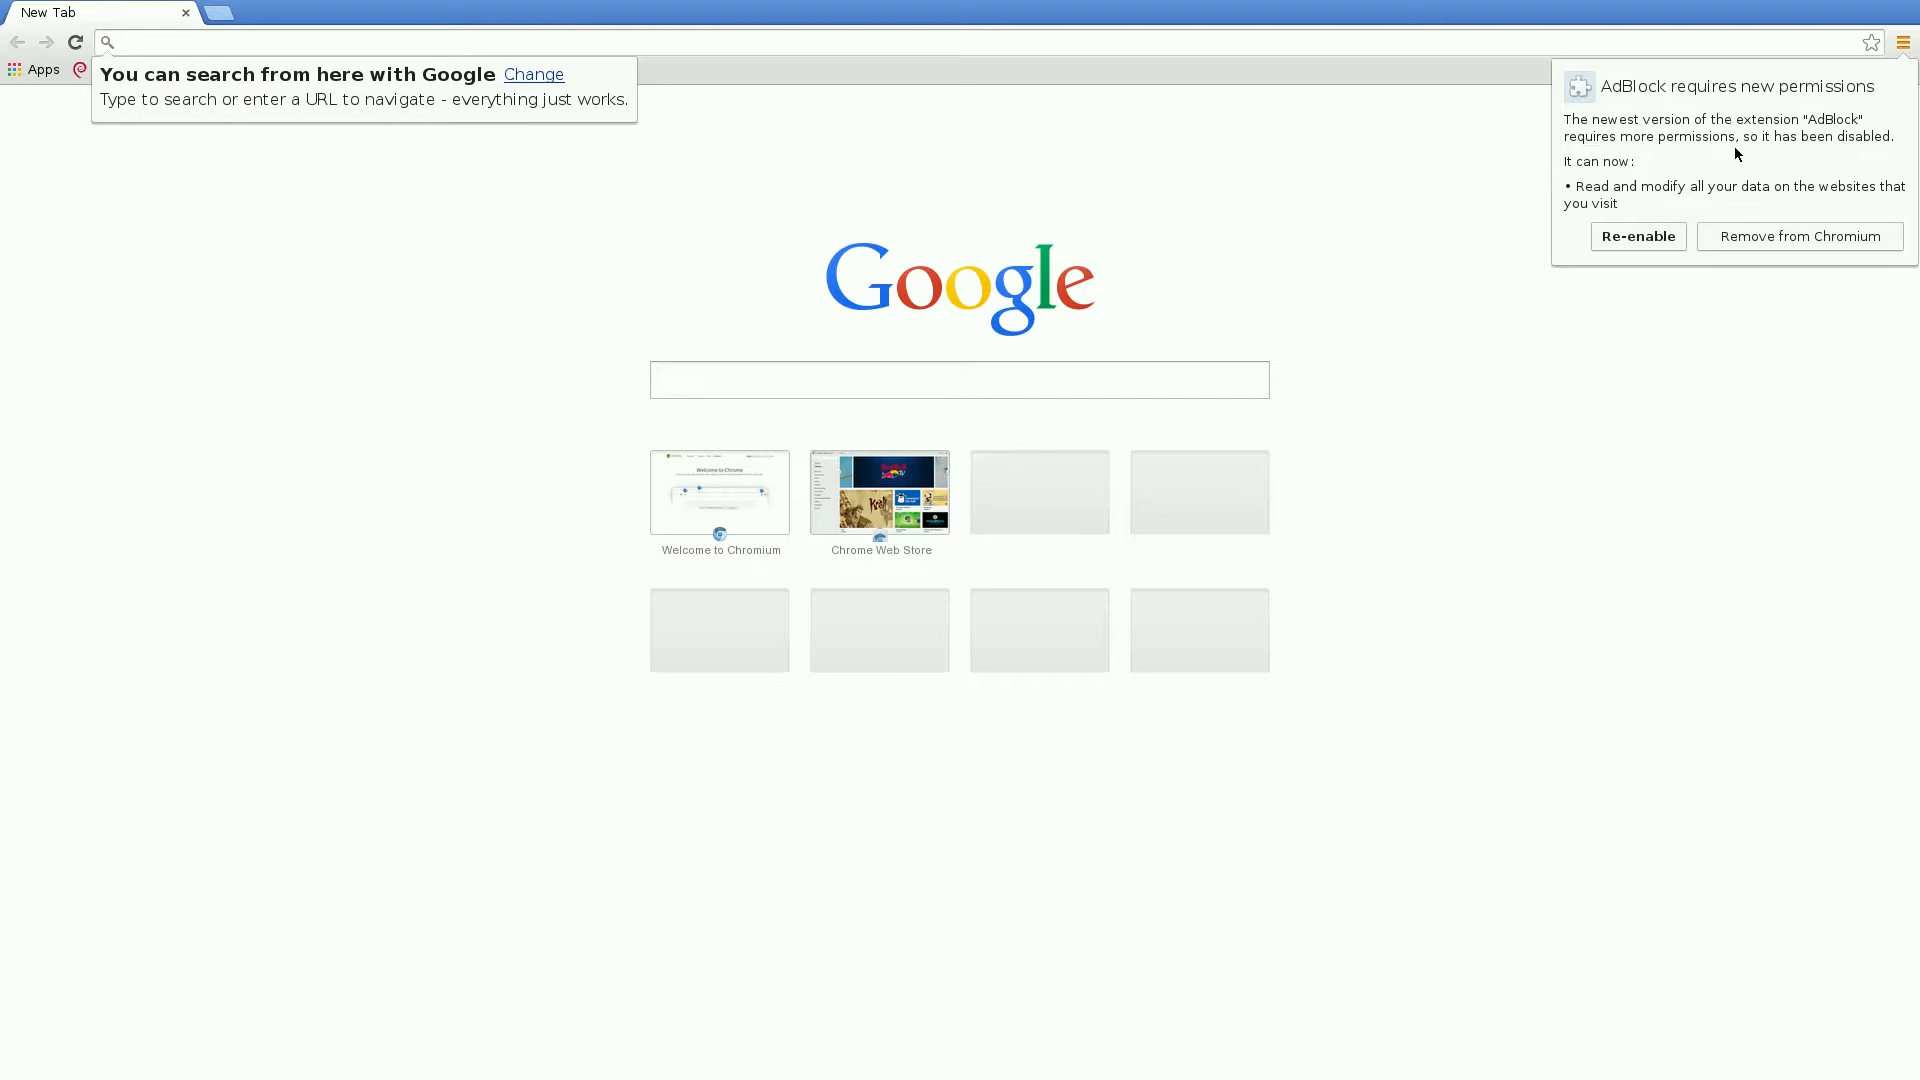 New Tab
Apps
You can search from here with Google Change
Type to search or enter a URL to navigate - everything just works.
AdBlock requires new permissions
The newest version of the extension "AdBlock"
requires more permissions, so it has been disabled.
It can now:
• Read and modify all your data on the websites that
you visit
Re-enable Remove from Chromium
Google
Welcome to Chrome
Welcome to Chromium Chrome Web Store